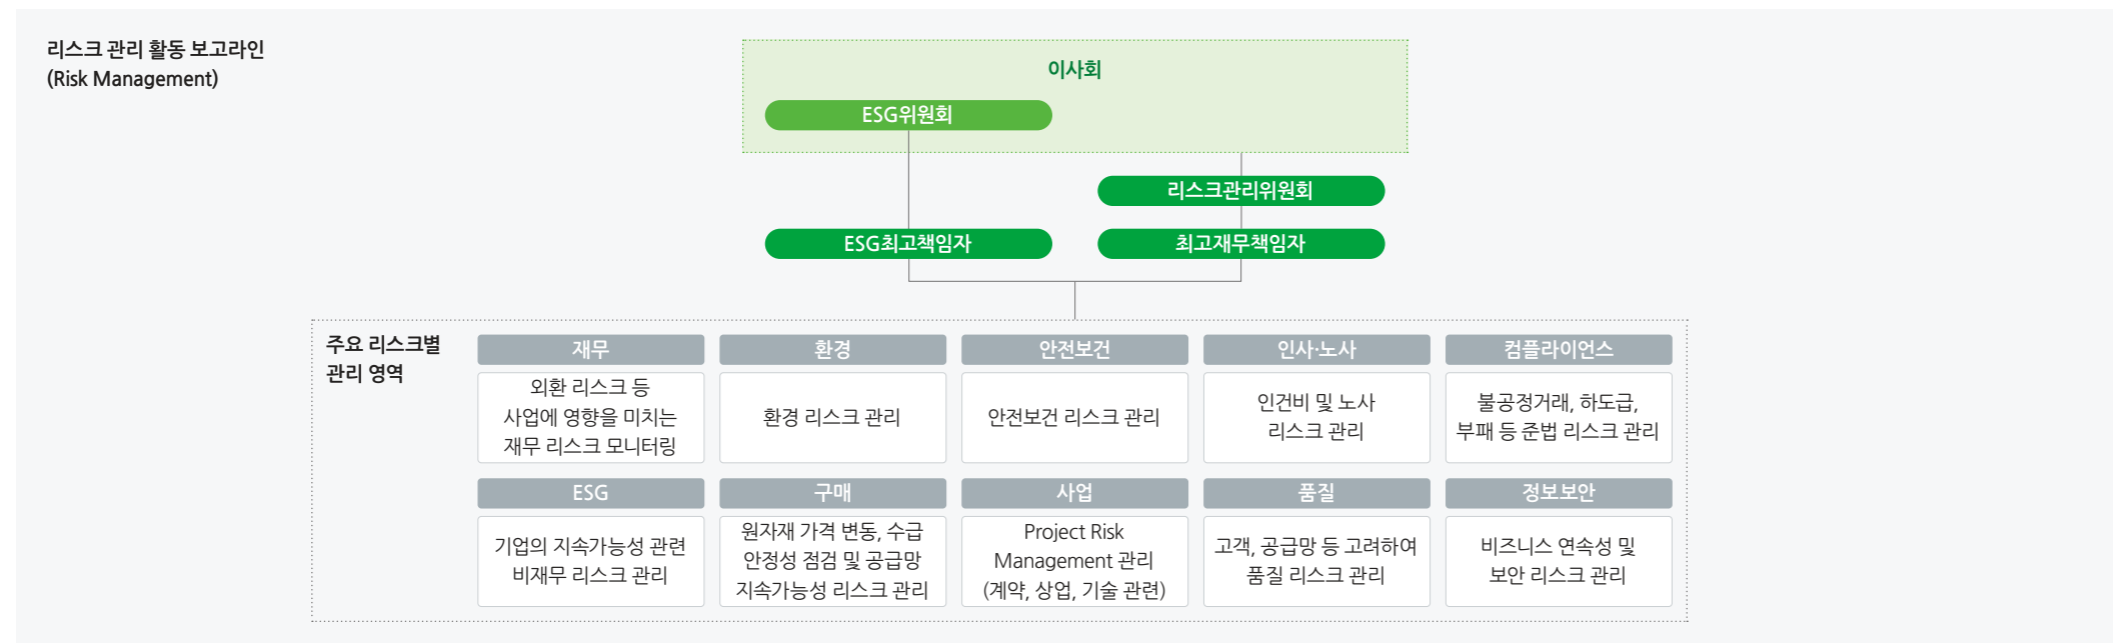 리스크 관리 활동 보고라인
(Risk Management)
이사회
ESG위원회
리스크관리위원회
ESG최고책임자
최고재무책임자
주요 리스크별
관리 영역
재무
외환 리스크 등
사업에 영향을 미치는
재무 리스크 모니터링
환경
환경 리스크 관리
안전보건
안전보건 리스크 관리
인사·노사
인건비 및 노사
리스크 관리
컴플라이언스
불공정거래, 하도급,
부패 등 준법 리스크 관리
ESG
기업의 지속가능성 관련
비재무 리스크 관리
구매
원자재 가격 변동, 수급
안정성 점검 및 공급망
지속가능성 리스크 관리
사업
Project Risk
Management 관리
(계약, 상업, 기술 관련)
품질
고객, 공급망 등 고려하여
품질 리스크 관리
정보보안
비즈니스 연속성 및
보안 리스크 관리